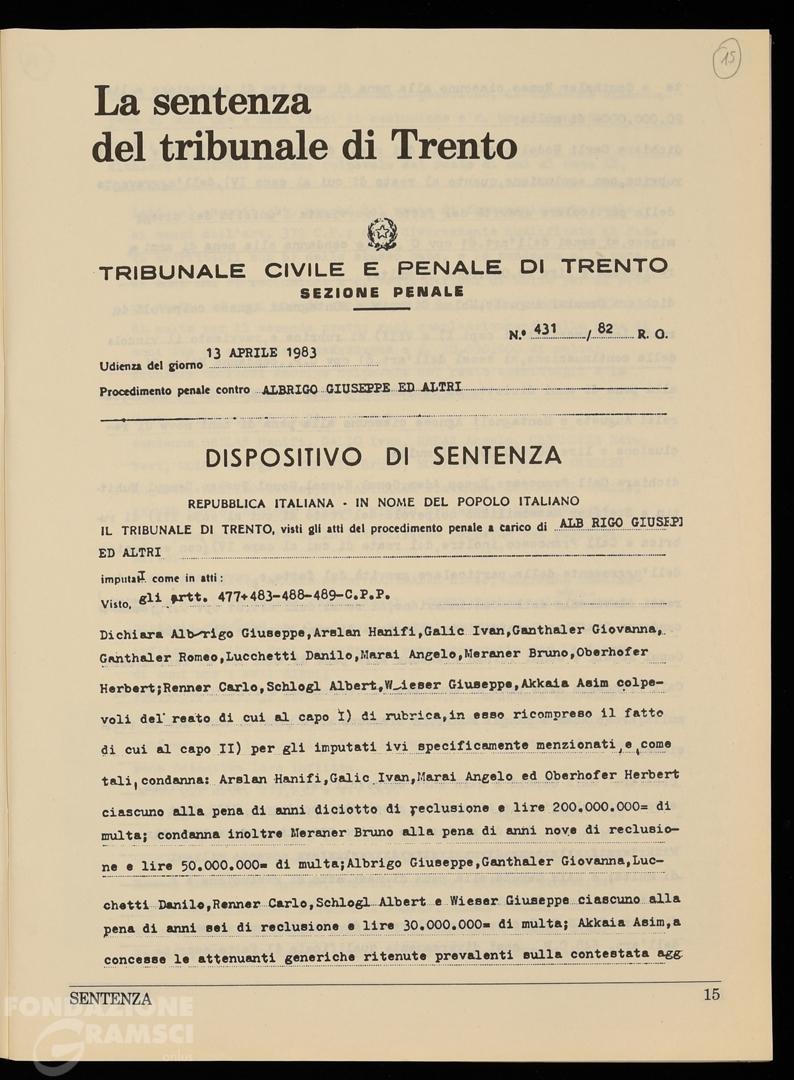 15
La sentenza
del tribunale di Trento
TRIBUNALE CIVILE E PENALE DI TRENTO
SEZIONE PENALE
N.° 431 / 82 R. G.
Udienza del giorno 13 APRILE 1983
Procedimento penale contro ALBRIGO GIUSEPPE ED ALTRI
DISPOSITIVO DI SENTENZA
REPUBBLICA ITALIANA - IN NOME DEL POPOLO ITALIANO
IL TRIBUNALE DI TRENTO, visti gli atti del procedimento penale a carico di ALB RIGO GIUSEPP
ED ALTRI
imputatI come in atti:
Visto, gli artt. 477+483-488-489-C.P.P.
Dichiara Albrigo Giuseppe,Arslan Hanifi,Galic Ivan,Ganthaler Giovanna,
Ganthaler Romeo,Lucchetti Danilo,Marai Angelo,Meraner Bruno,Oberhofer
Herbert;Renner Carlo,Schlogl Albert,Wieser Giuseppe,Akkaia Asim colpe-
voli del reato di cui al capo I) di rubrica,in esso ricompreso il fatto
di cui al capo II) per gli imputati ivi specificamente menzionati,e,come
tali,condanna: Arslan Hanifi,Galic Ivan,Marai Angelo ed Oberhofer Herbert
ciascuno alla pena di anni diciotto di reclusione e lire 200.000.000= di
multa; condanna inoltre Meraner Bruno alla pena di anni nove di reclusio-
ne e lire 50.000.000= di multa;Albrigo Giuseppe,Ganthaler Giovanna,Luc-
chetti Danilo,Renner Carlo,Schlogl Albert e Wieser Giuseppe ciascuno alla
pena di anni sei di reclusione e lire 30.000.000= di multa; Akkaia Asim,a
concesse le attenuanti generiche ritenute prevalenti sulla contestata agg
SENTENZA 15
FONDAZIONE
GRAMSCI
onlus